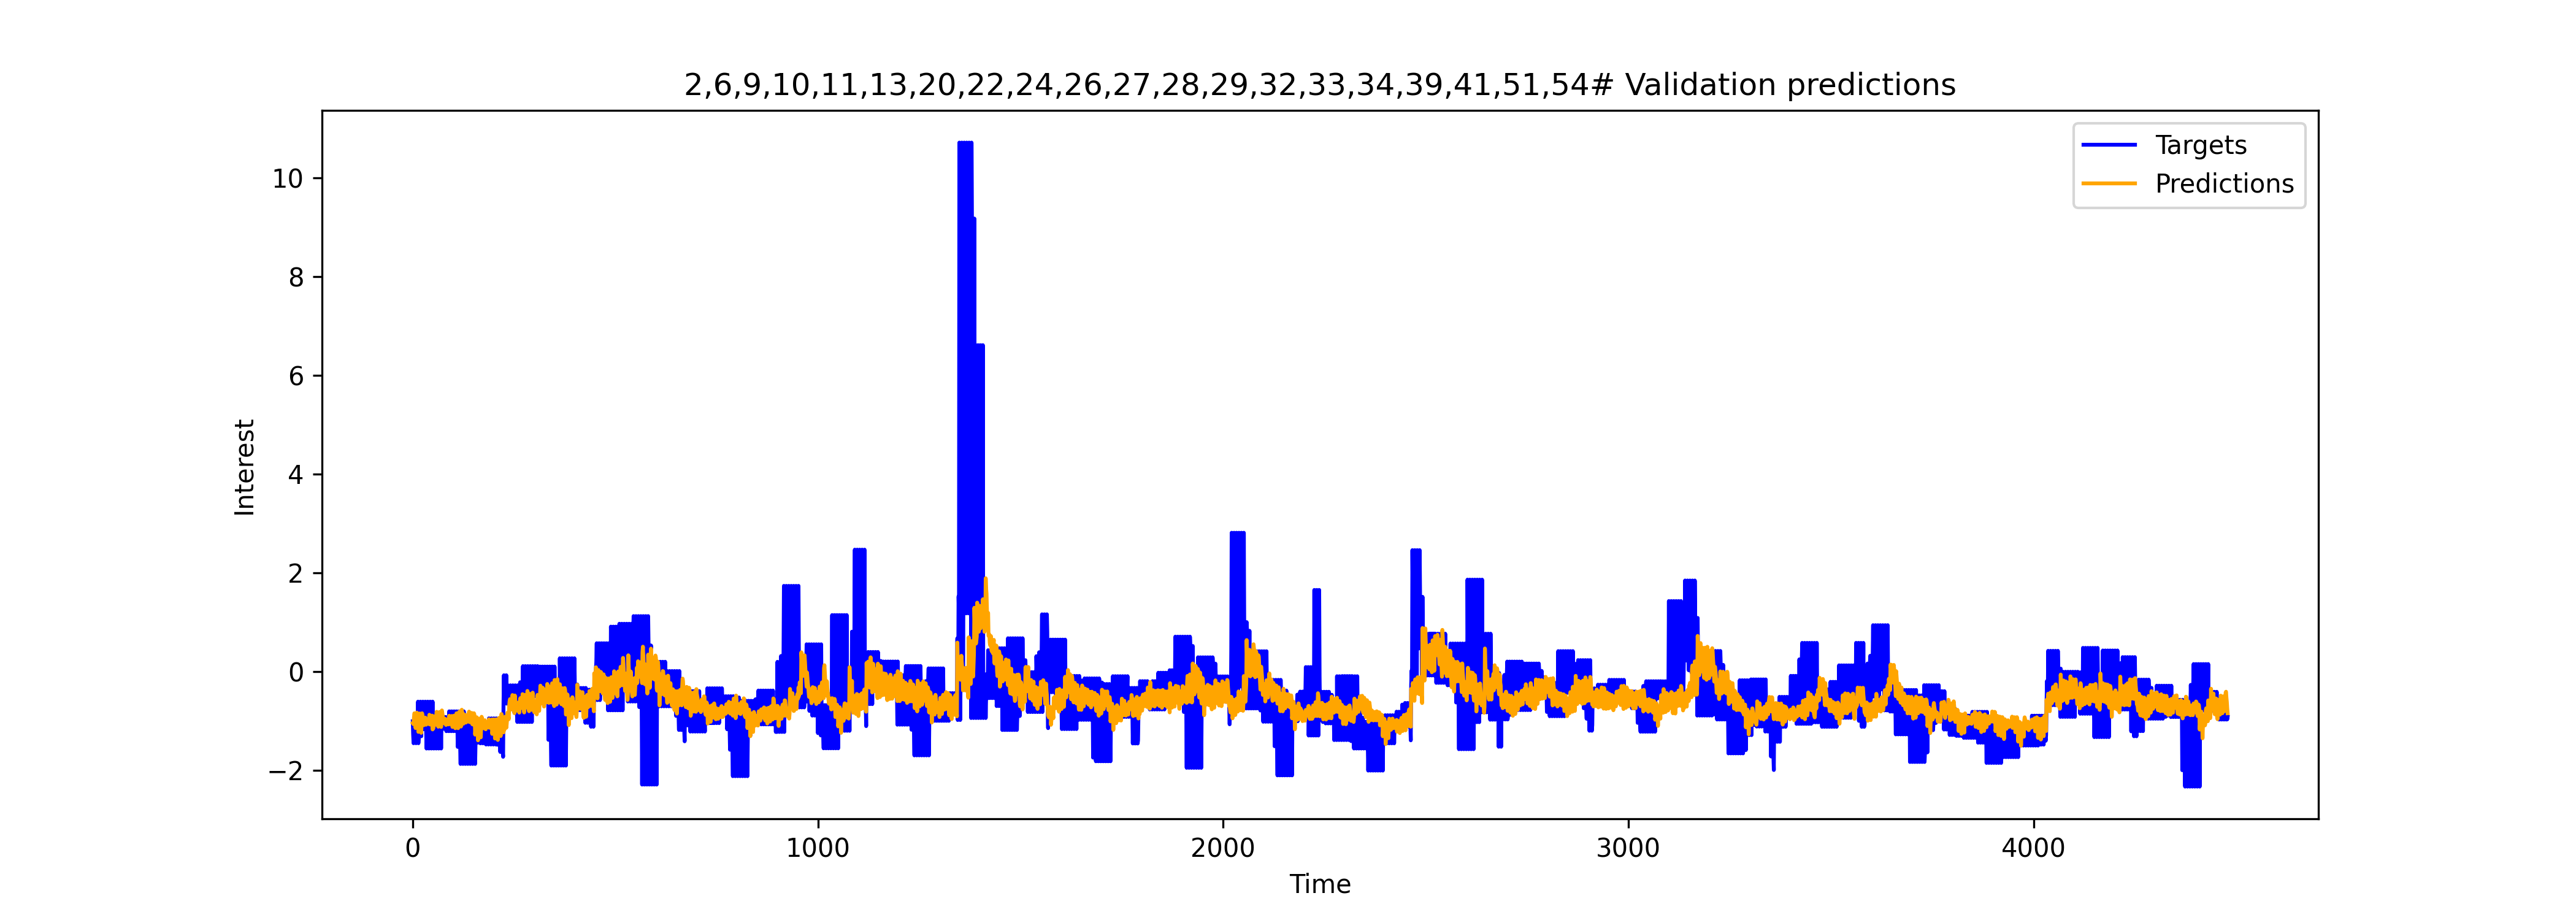 2,6,9,10,11,13,20,22,24,26,27,28,29,32,33,34,39,41,51,54# Validation predictions
Targets
Predictions
10
8
6
4
2
0
−2
Interest
0 1000 2000 3000 4000
Time